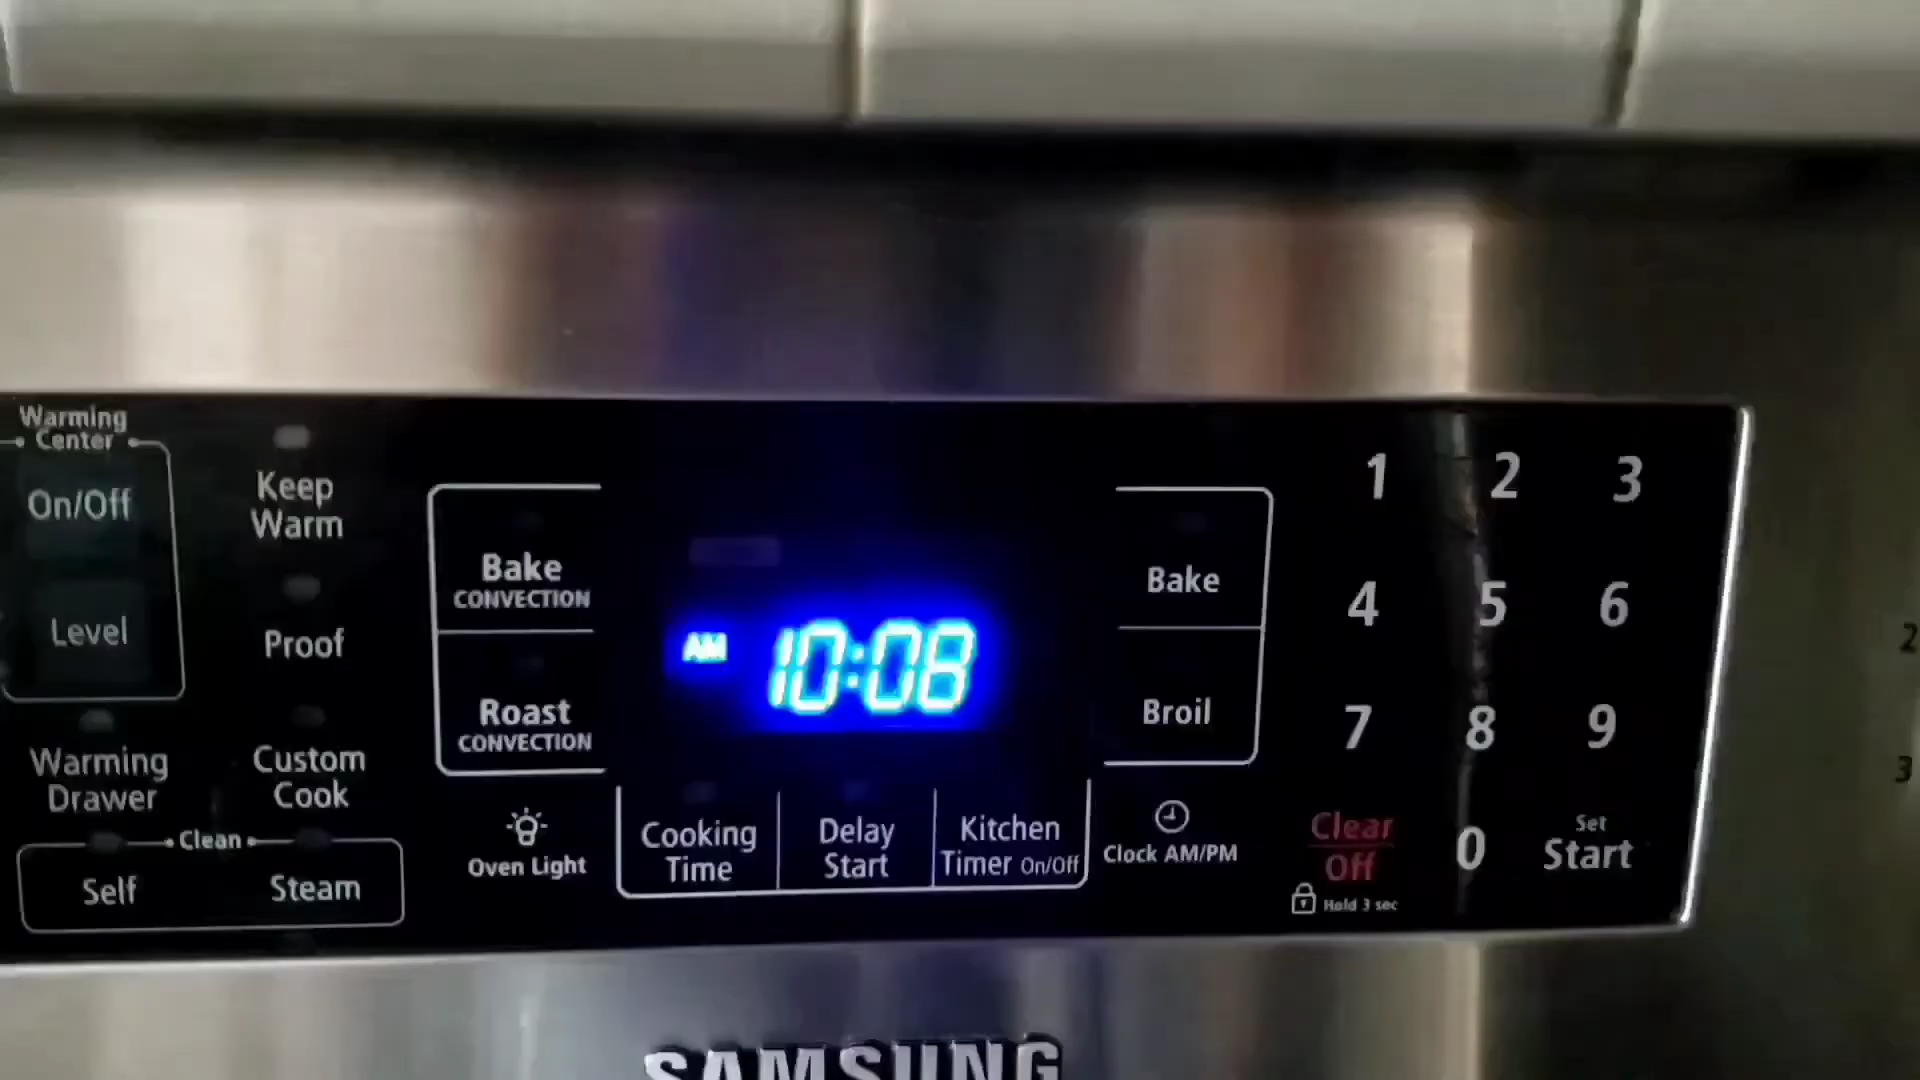 Warming
Center
On/Off
Level
Warming
Drawer
Keep
Warm
Proof
Custom
Cook
Clean
Self
Steam
Bake
CONVECTION
Roast
CONVECTION
Oven Light
AM 10:08
Cooking
Time
Delay
Start
Kitchen
Timer On/Off
Bake
Broil
Clock AM/PM
1 2 3
4 5 6
7 8 9
Clear
Off
0
Set
Start
Hold 3 sec
2
3
SAMSUNG